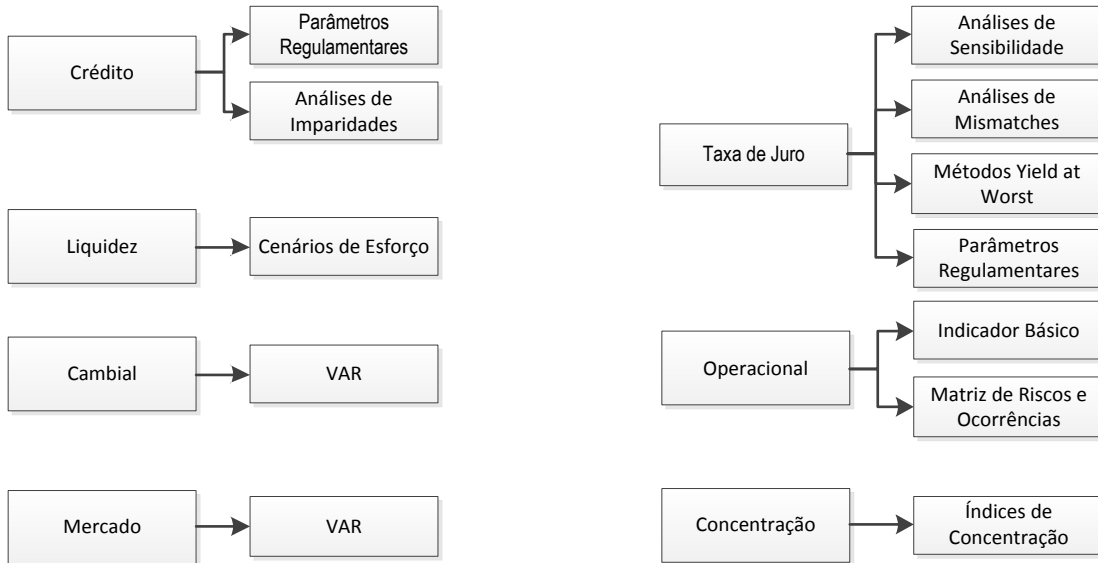 Crédito
Parâmetros
Regulamentares
Análises de
Imparidades
Liquidez
Cenários de Esforço
Cambial
VAR
Mercado
VAR
Taxa de Juro
Análises de
Sensibilidade
Análises de
Mismatches
Métodos Yield at
Worst
Parâmetros
Regulamentares
Operacional
Indicador Básico
Matriz de Riscos e
Ocorrências
Concentração
Índices de
Concentração